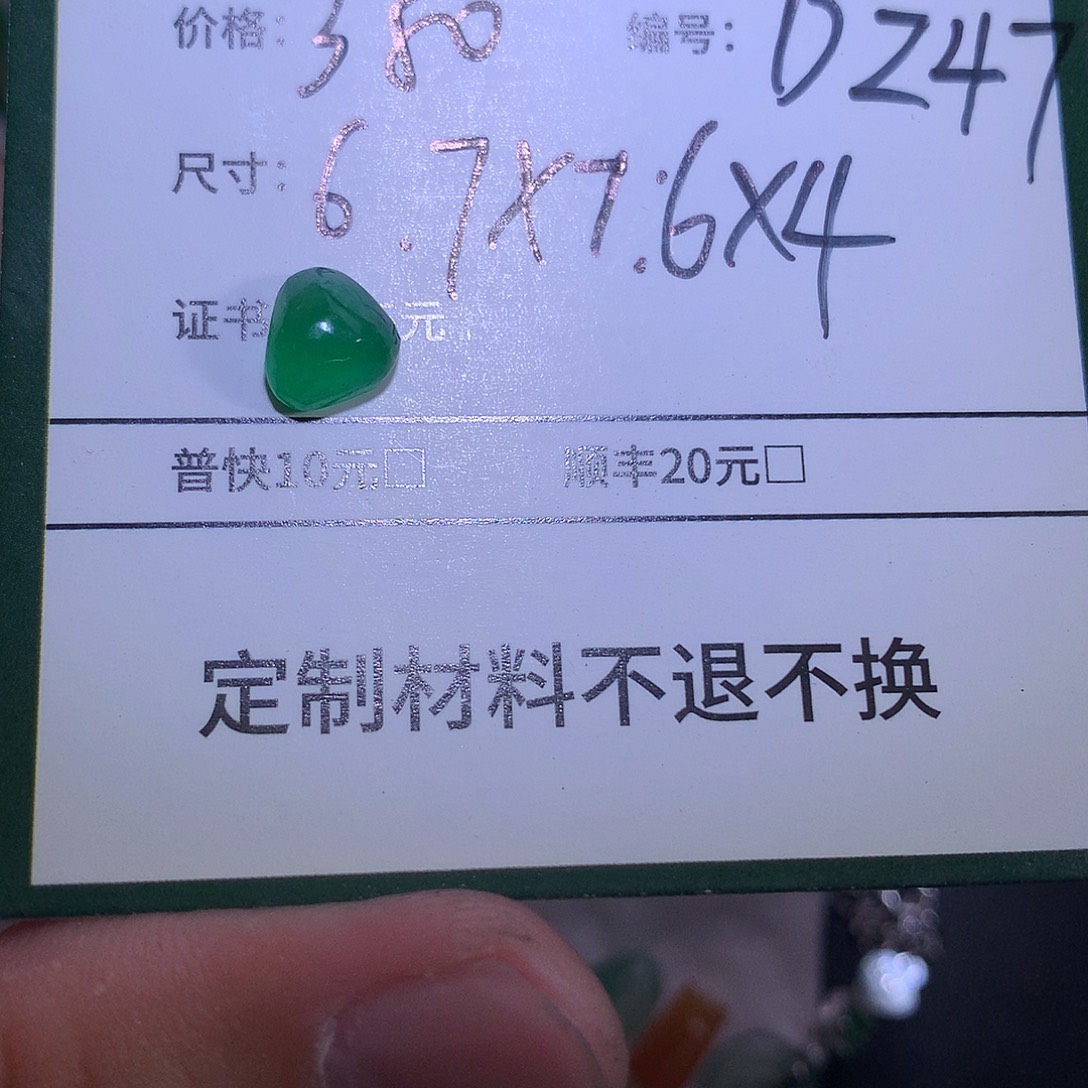 价格：380 编号：DZ47
尺寸：6.7X7.6X4
证书 元
普快10元□ 顺丰20元□
定制材料不退不换